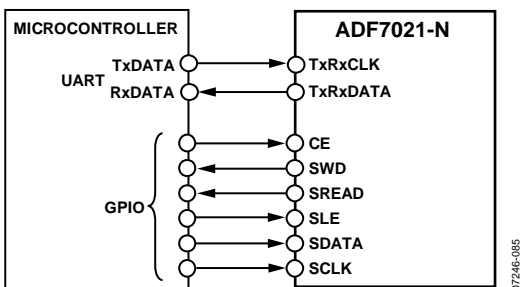 MICROCONTROLLER
ADF7021-N
UART
TxDATA
TxRxCLK
RxDATA
TxRxDATA
GPIO
CE
SWD
SREAD
SLE
SDATA
SCLK
07246-085